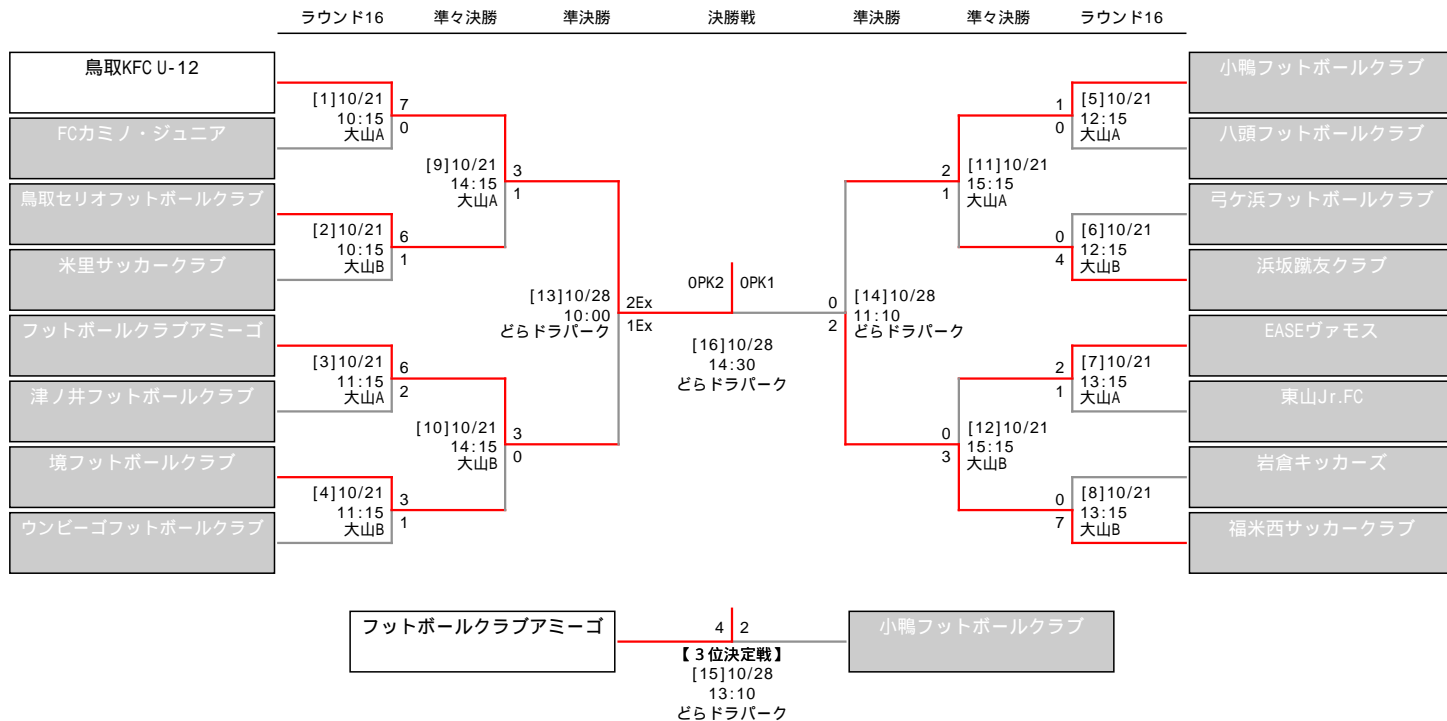 ラウンド16 準々決勝 準決勝 決勝戦 準決勝 準々決勝 ラウンド16
鳥取KFC U-12
FCカミノ・ジュニア
[1]10/21
10:15
大山A
7
0
鳥取セリオフットボールクラブ
米里サッカークラブ
[2]10/21
10:15
大山B
6
1
フットボールクラブアミーゴ
津ノ井フットボールクラブ
[3]10/21
11:15
大山A
6
2
境フットボールクラブ
ウンピーゴフットボールクラブ
[4]10/21
11:15
大山B
3
1
[9]10/21
14:15
大山A
3
1
[10]10/21
14:15
大山B
3
0
[13]10/28
10:00
どらドラパーク
2Ex
1Ex
0PK2 0PK1
[16]10/28
14:30
どらドラパーク
0
2
[14]10/28
11:10
どらドラパーク
2
1
[11]10/21
15:15
大山A
0
3
[12]10/21
15:15
大山B
1
0
[5]10/21
12:15
大山A
小鴨フットボールクラブ
八頭フットボールクラブ
0
4
[6]10/21
12:15
大山B
弓ケ浜フットボールクラブ
浜坂蹴友クラブ
2
1
[7]10/21
13:15
大山A
EASEヴァモス
東山Jr.FC
0
7
[8]10/21
13:15
大山B
岩倉キッカーズ
福米西サッカークラブ
フットボールクラブアミーゴ 4 2 小鴨フットボールクラブ
【3位決定戦】
[15]10/28
13:10
どらドラパーク